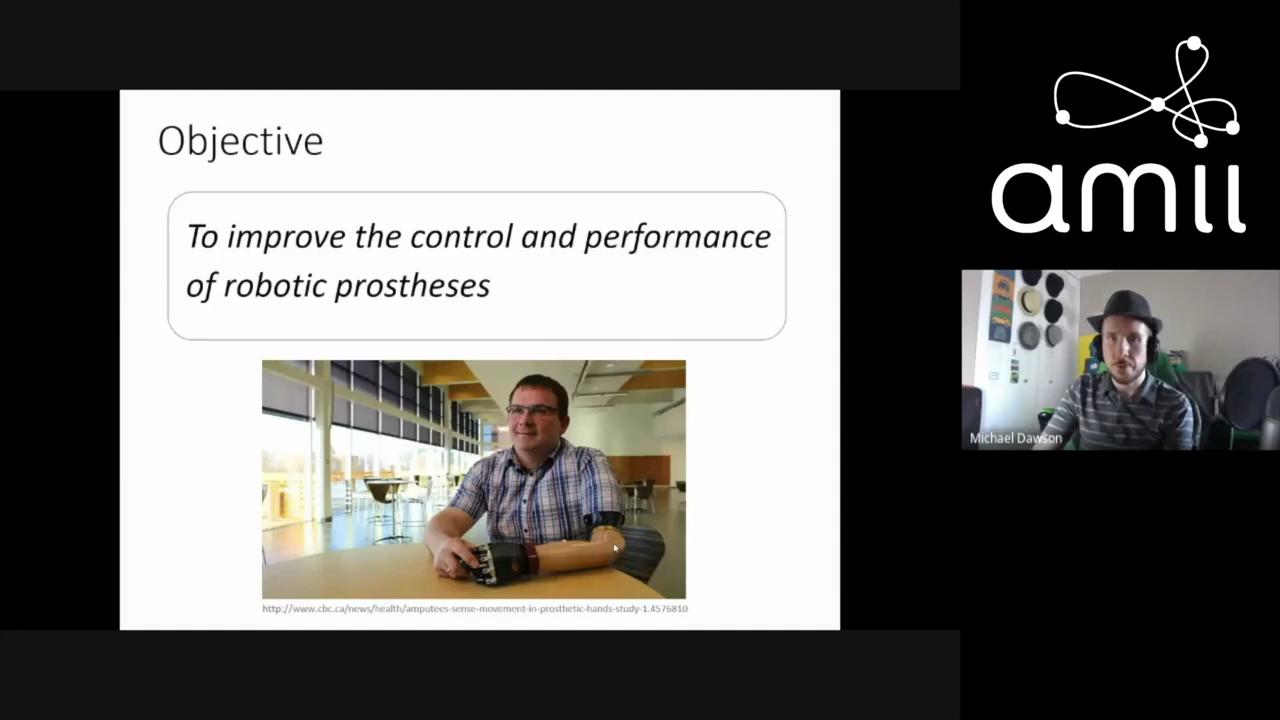 Objective
To improve the control and performance
of robotic prostheses
http://www.cbc.ca/news/health/amputees-sense-movement-in-prosthetic-hands-study-1.4576810
amii
Michael Dawson